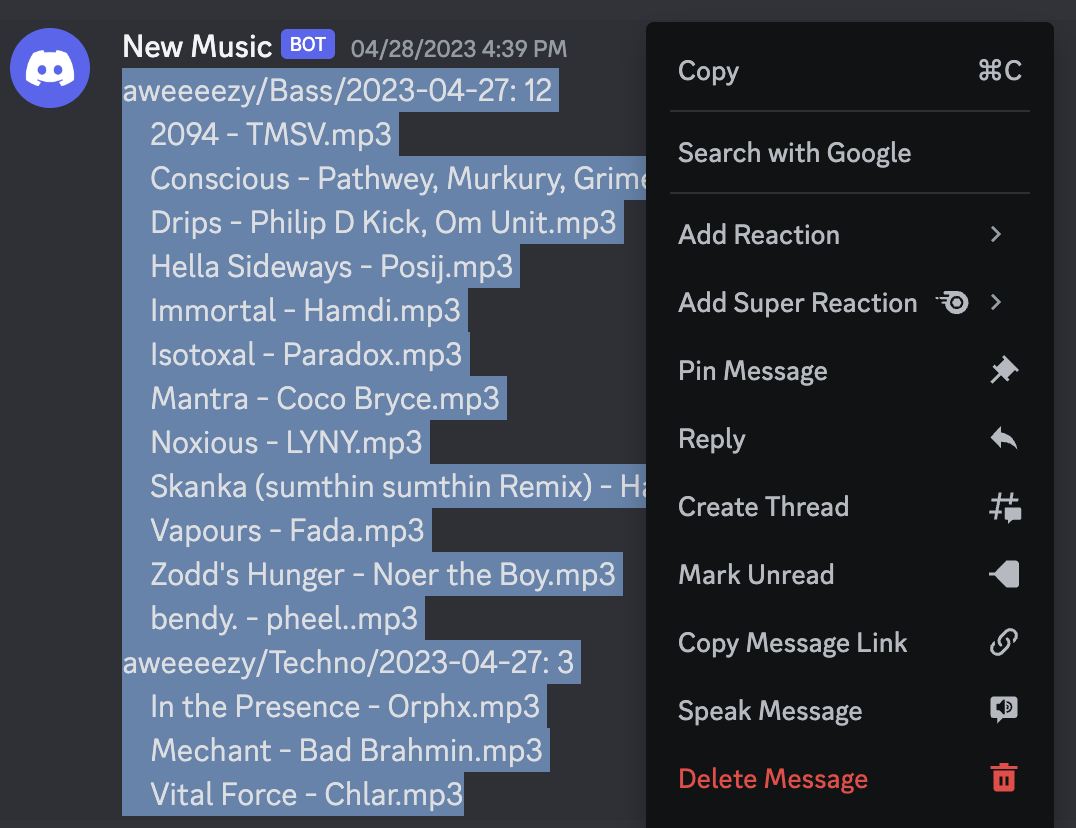 New Music BOT 04/28/2023 4:39 PM
aweeeezy/Bass/2023-04-27: 12
2094 - TMSV.mp3
Conscious - Pathwey, Murkury,
Drips - Philip D Kick, Om Unit.mp3
Hella Sideways - Posij.mp3
Immortal - Hamdi.mp3
Isotoxal - Paradox.mp3
Mantra - Coco Bryce.mp3
Noxious - LYNY.mp3
Skanka (sumthin sumthin Remix) -
Vapours - Fada.mp3
Zodd's Hunger - Noer the Boy.mp3
bendy. - pheel..mp3
aweeeezy/Techno/2023-04-27: 3
In the Presence - Orphx.mp3
Mechant - Bad Brahmin.mp3
Vital Force - Chlar.mp3
Copy ⌘C
Search with Google
Add Reaction
Add Super Reaction
Pin Message
Reply
Create Thread
Mark Unread
Copy Message Link
Speak Message
Delete Message